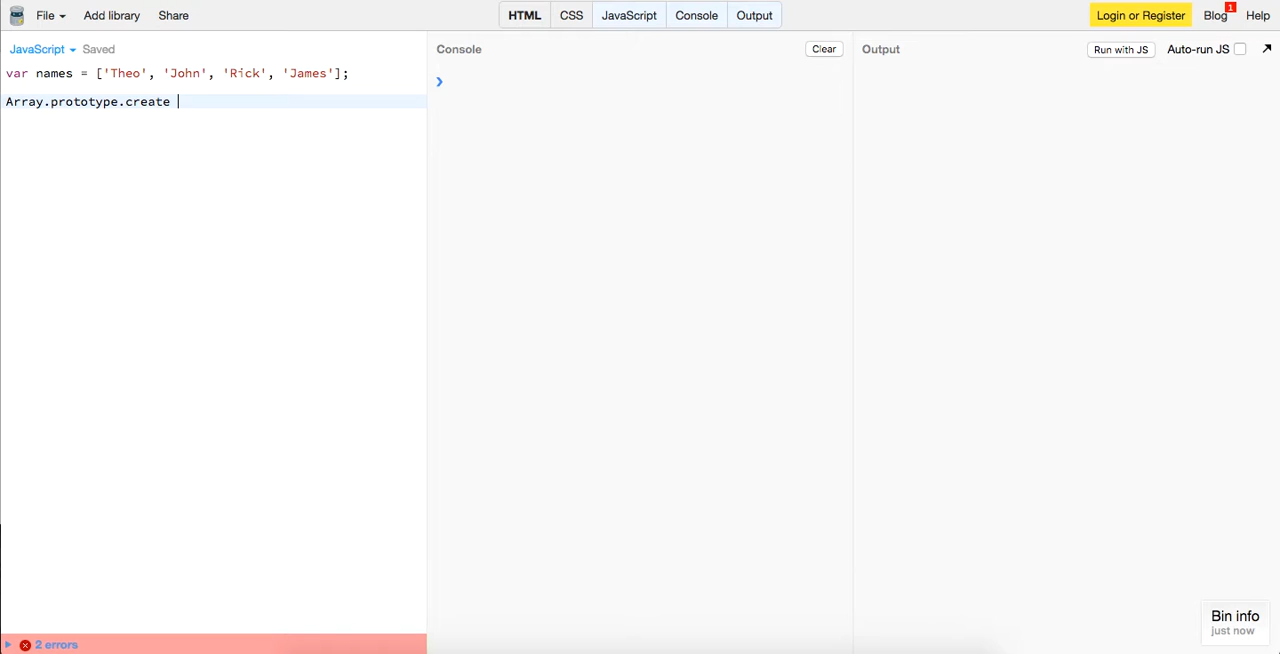 File Add library Share HTML CSS JavaScript Console Output Login or Register Blog 1 Help
JavaScript Saved
Console Clear
Output Run with JS Auto-run JS
var names = ['Theo', 'John', 'Rick', 'James'];
Array.prototype.create
2 errors
Bin info
just now